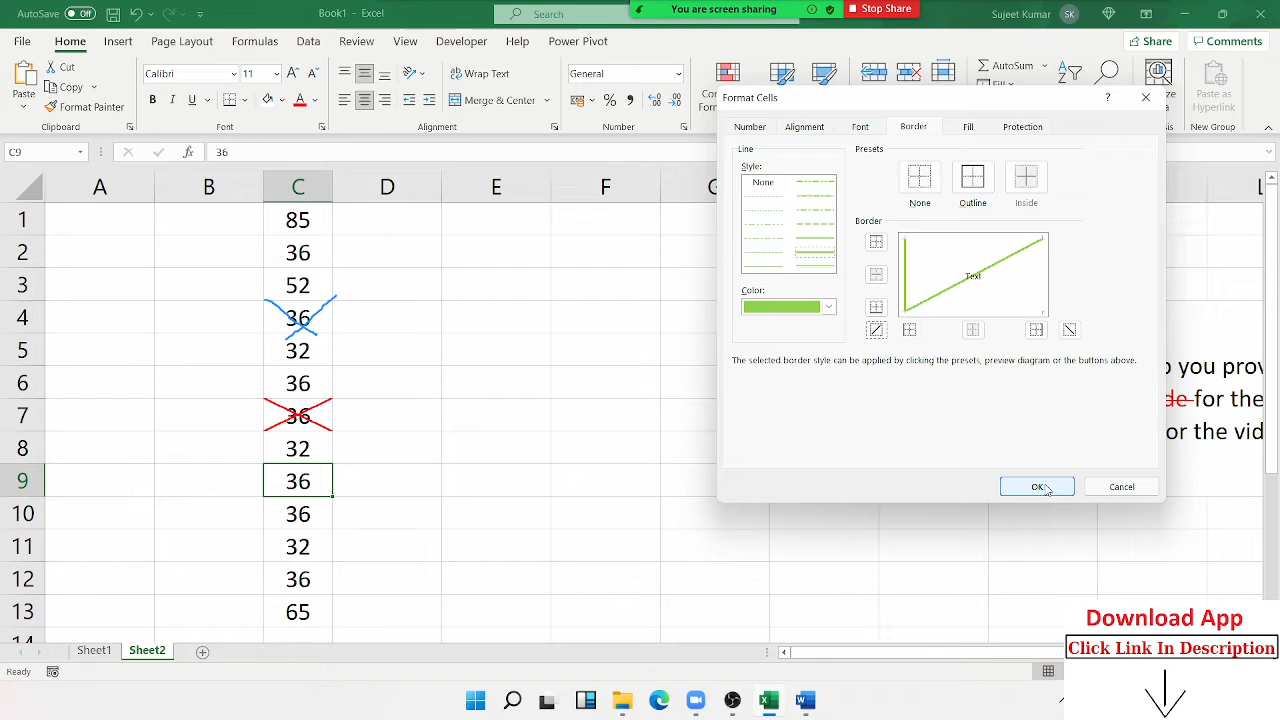 AutoSave Off Book1 - Excel Search You are screen sharing Stop Share Sujeet Kumar SK
File Home Insert Page Layout Formulas Data Review View Developer Help Power Pivot Share Comments
Paste Cut Copy Format Painter Calibri 11 Wrap Text General AutoSum Paste as Hyperlink
B I U A Merge & Center
Clipboard Font Alignment Number New Group
C9 fx 36
Format Cells ?
Number Alignment Font Border Fill Protection
Line Presets
Style:
None
None Outline Inside
Border
Text
Color:
The selected border style can be applied by clicking the presets, preview diagram or the buttons above.
OK Cancel
A B C D E F
1 85
2 36
3 52
4 36
5 32
6 36
7 36
8 32
9 36
10 36
11 32
12 36
13 65
14
you
for the
or the
Sheet1 Sheet2
Ready
Download App
Click Link In Description